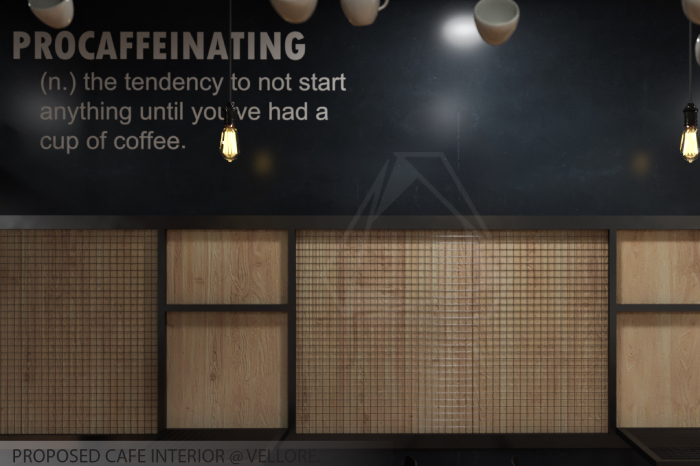 PROCAFFEINATING
(n.) the tendency to not start
anything until you've had a
cup of coffee.
PROPOSED CAFE INTERIOR @ VELLORE